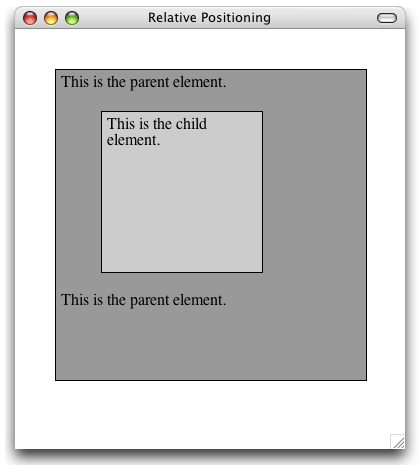 Relative Positioning
This is the parent element.
This is the child
element.
This is the parent element.